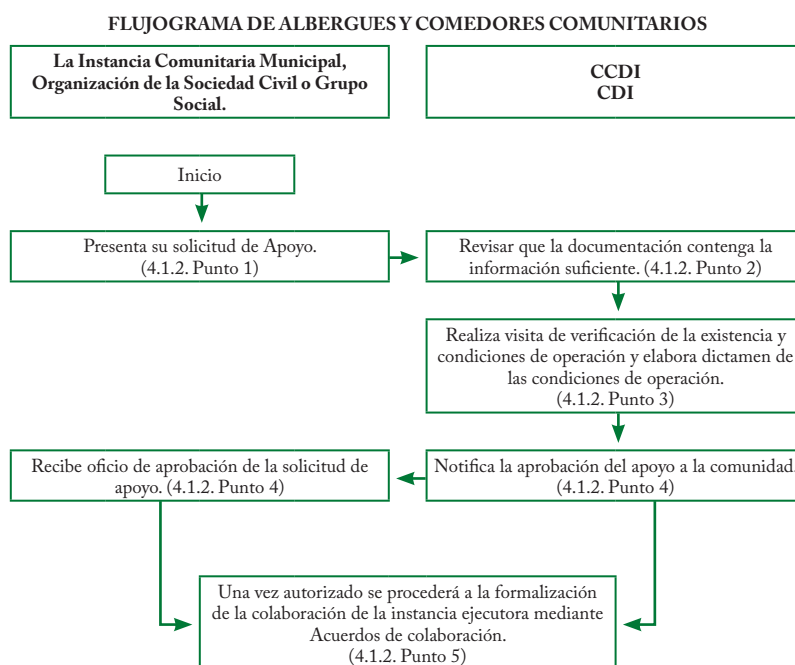 FLUJOGRAMA DE ALBERGUES Y COMEDORES COMUNITARIOS
La Instancia Comunitaria Municipal,
Organización de la Sociedad Civil o Grupo
Social.
CCDI
CDI
Inicio
Presenta su solicitud de Apoyo.
(4.1.2. Punto 1)
Revisar que la documentación contenga la
información suficiente. (4.1.2. Punto 2)
Realiza visita de verificación de la existencia y
condiciones de operación y elabora dictamen de
las condiciones de operación.
(4.1.2. Punto 3)
Recibe oficio de aprobación de la solicitud de
apoyo. (4.1.2. Punto 4)
Notifica la aprobación del apoyo a la comunidad.
(4.1.2. Punto 4)
Una vez autorizado se procederá a la formalización
de la colaboración de la instancia ejecutora mediante
Acuerdos de colaboración.
(4.1.2. Punto 5)